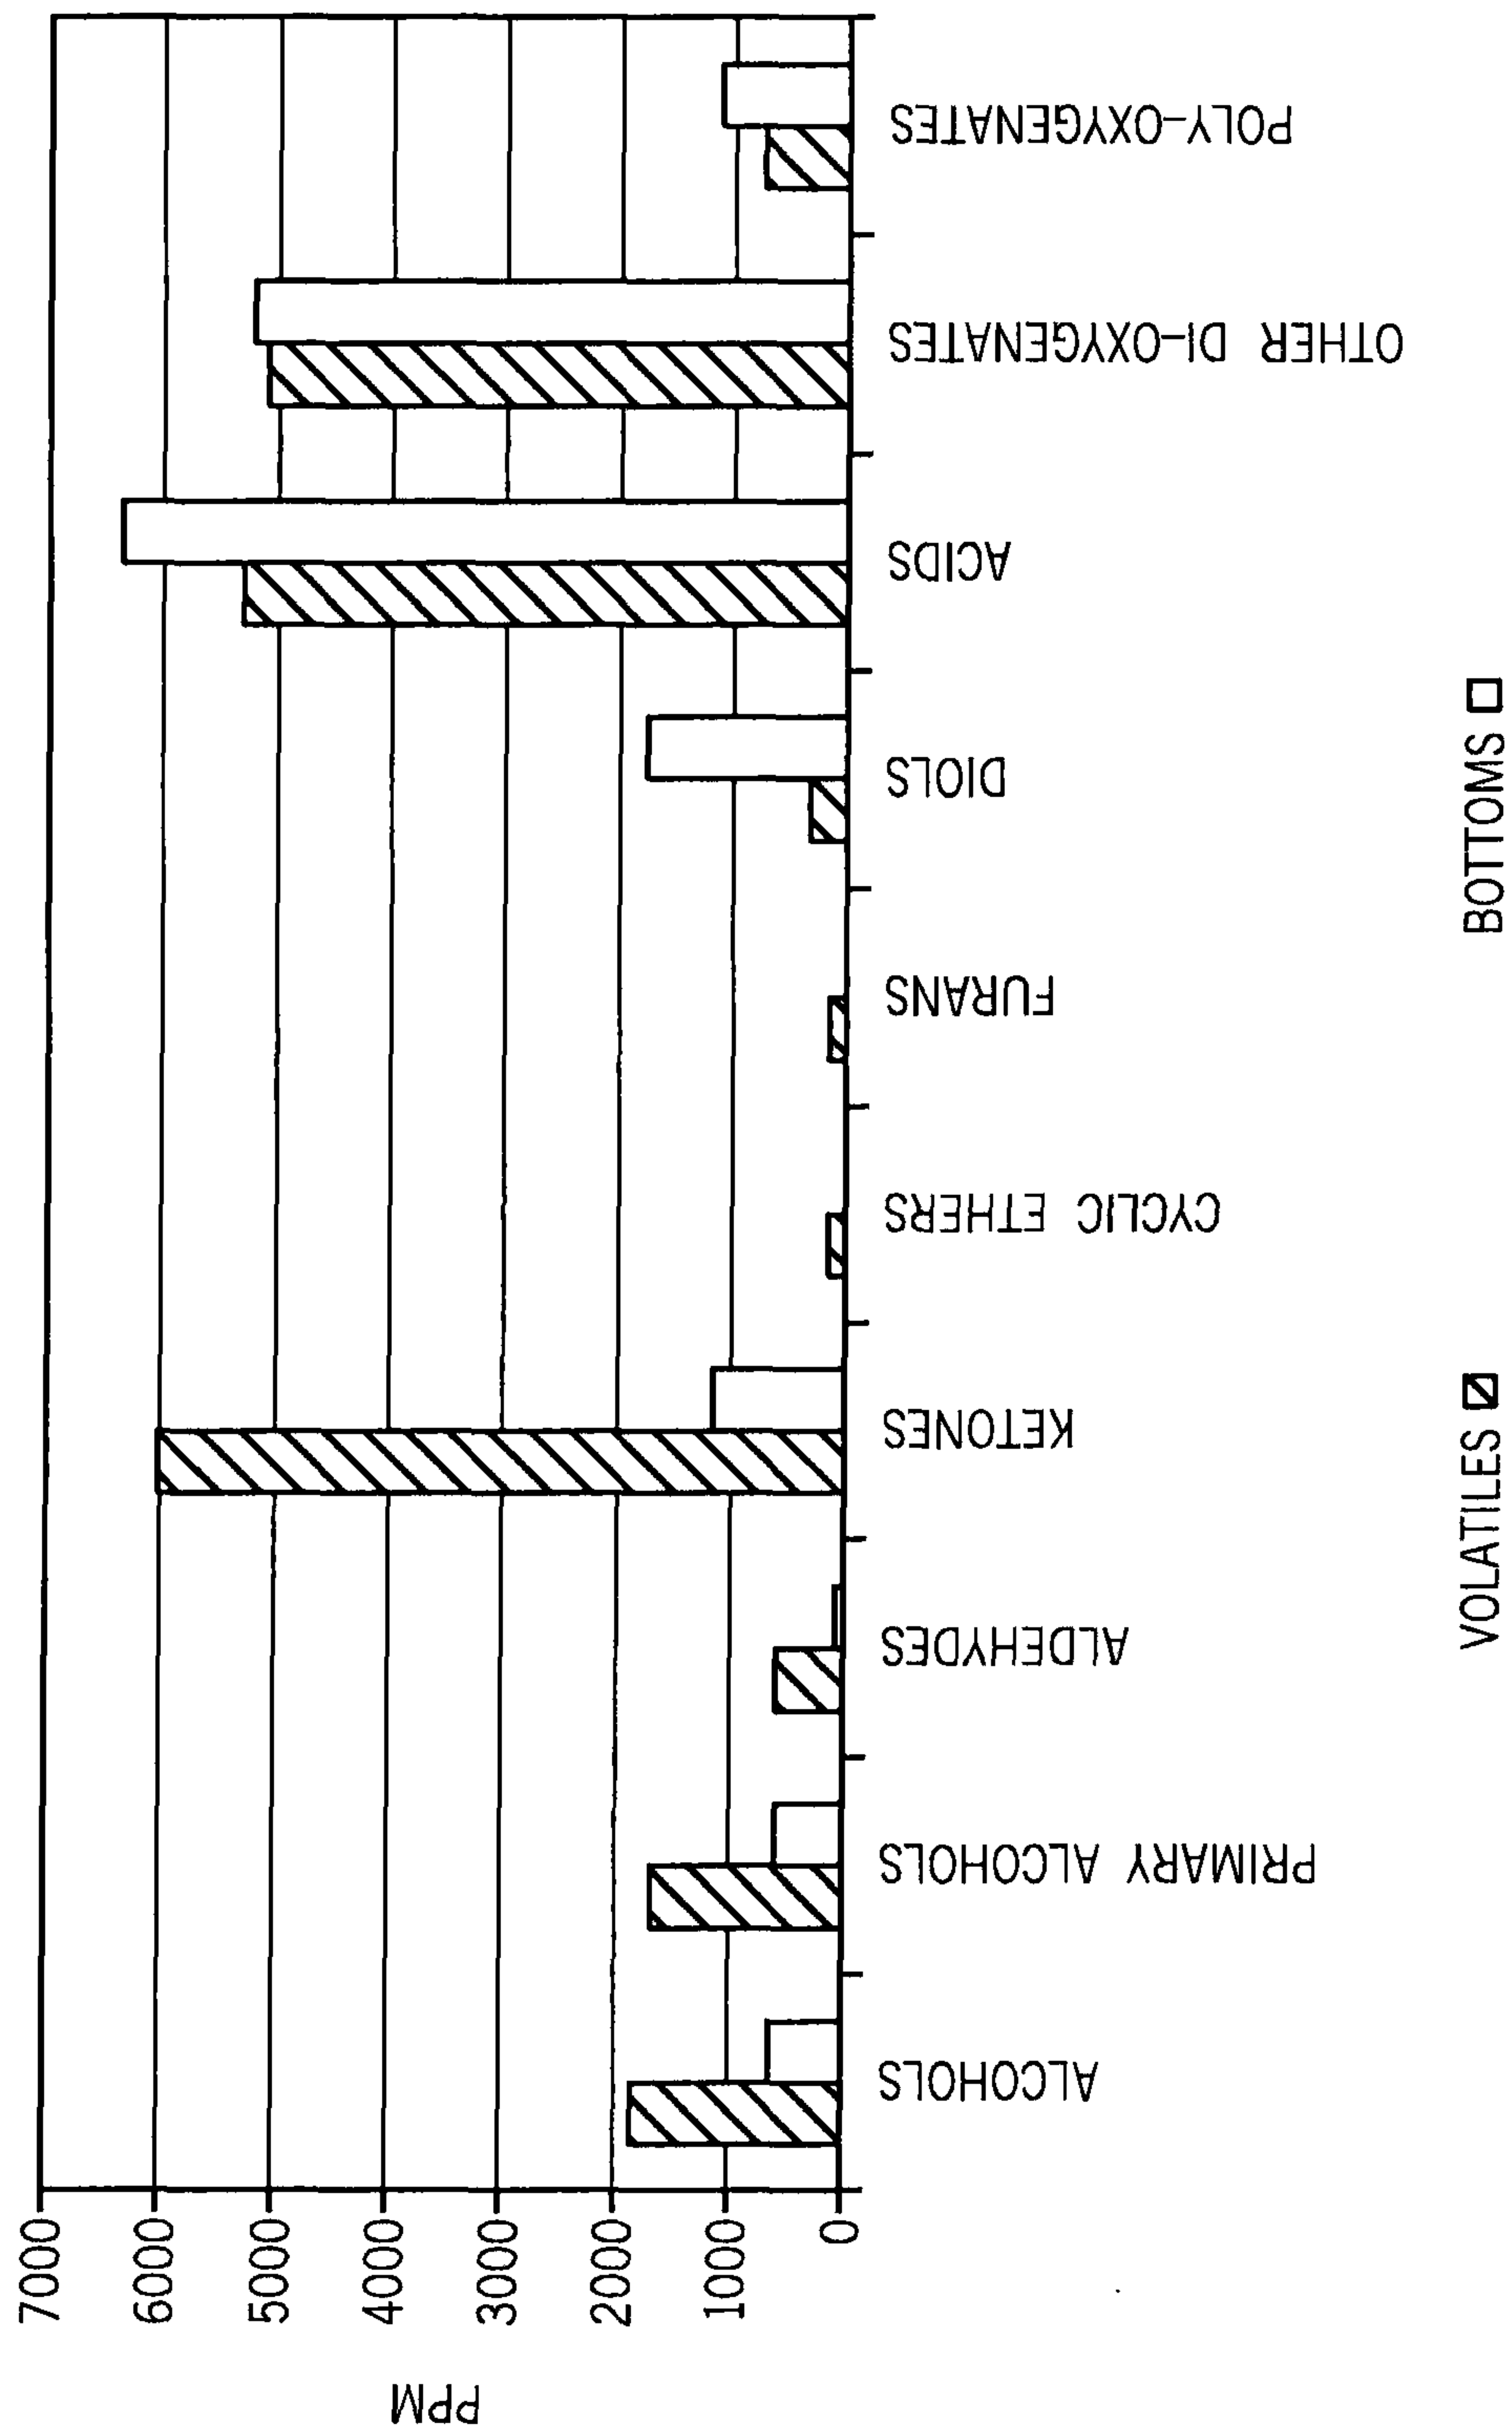 PPM
7000
6000
5000
4000
3000
2000
1000
0
ALCOHOLS
PRIMARY ALCOHOLS
ALDEHYDES
KETONES
CYCLIC ETHERS
FURANS
DIOLS
ACIDS
OTHER DI-OXYGENATES
POLY-OXYGENATES
VOLATILES
BOTTOMS